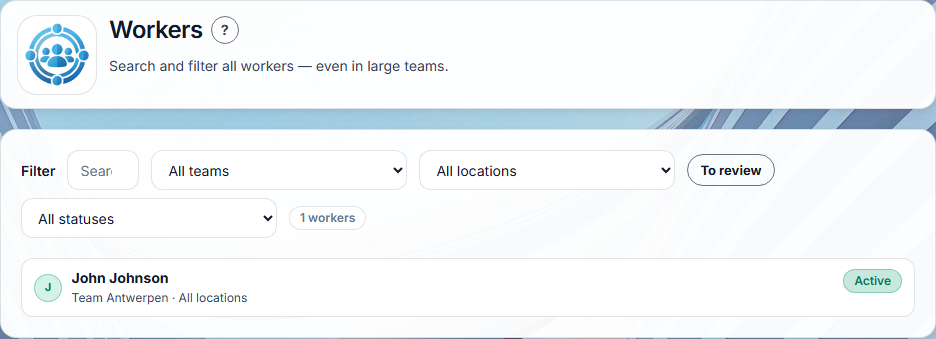 Workers ?
Search and filter all workers — even in large teams.
Filter Sear All teams All locations To review
All statuses 1 workers
J John Johnson Active
Team Antwerpen · All locations